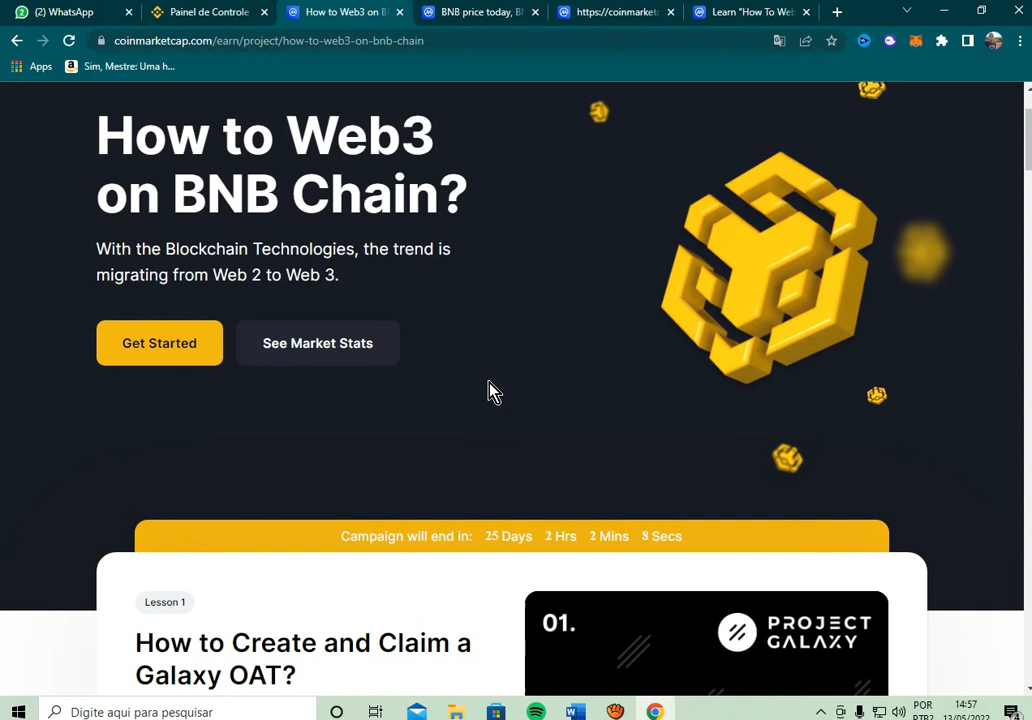 (2) WhatsApp
Painel de Controle
How to Web3 on B
BNB price today, B
https://coinmarketc
Learn "How To Web
coinmarketcap.com/earn/project/how-to-web3-on-bnb-chain
Apps
Sim, Mestre: Uma h...
How to Web3
on BNB Chain?
With the Blockchain Technologies, the trend is
migrating from Web 2 to Web 3.
Get Started
See Market Stats
Campaign will end in: 25 Days 2 Hrs 2 Mins 8 Secs
Lesson 1
How to Create and Claim a
Galaxy OAT?
01.
PROJECT
GALAXY
Digite aqui para pesquisar
POR
PTB2
14:57
13/05/2022